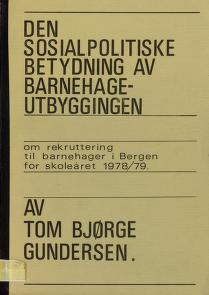 DEN
SOSIALPOLITISKE
BETYDNING AV
BARNEHAGE-
UTBYGGINGEN
om rekruttering
til barnehager i Bergen
for skoleåret 1978/79.
AV
TOM BJØRGE
GUNDERSEN.